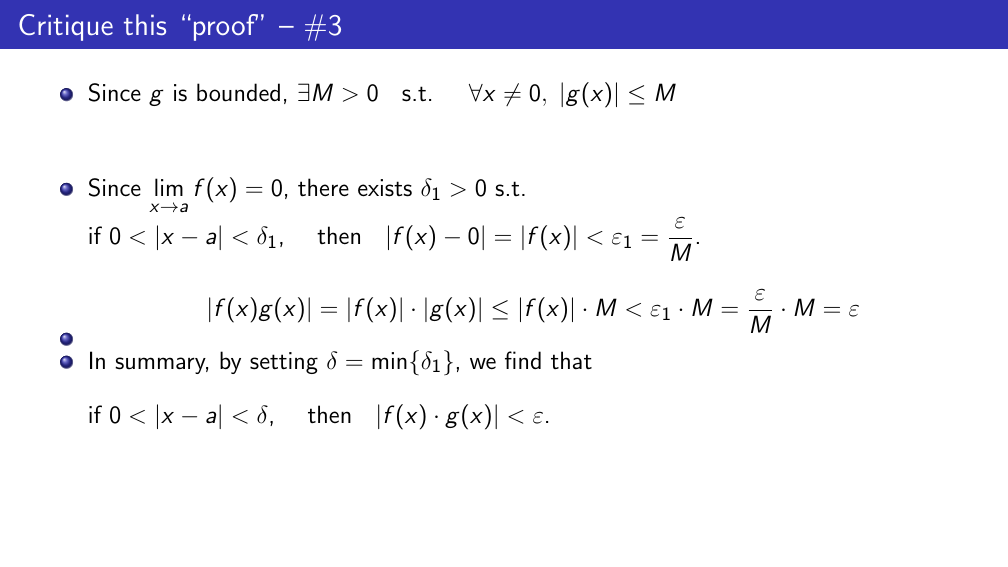 Critique this “proof” – #3
Since g is bounded, ∃M > 0 s.t. ∀x ≠ 0, |g(x)| ≤ M
Since lim_{x→a} f(x) = 0, there exists δ₁ > 0 s.t.
if 0 < |x − a| < δ₁, then |f(x) − 0| = |f(x)| < ε₁ = ε/M.
|f(x)g(x)| = |f(x)| · |g(x)| ≤ |f(x)| · M < ε₁ · M = ε/M · M = ε
In summary, by setting δ = min{δ₁}, we find that
if 0 < |x − a| < δ, then |f(x) · g(x)| < ε.